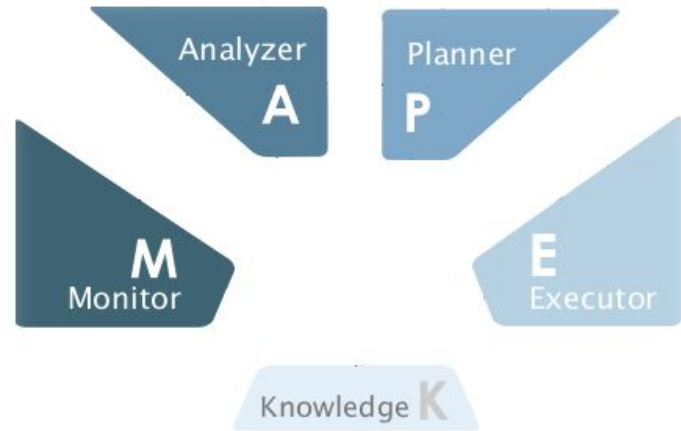 Analyzer
A
Planner
P
M
Monitor
E
Executor
Knowledge K